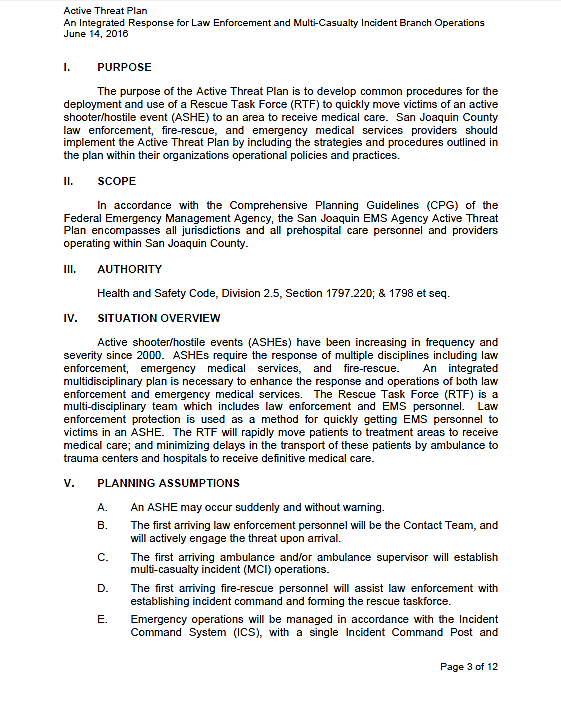 Active Threat Plan
An Integrated Response for Law Enforcement and Multi-Casualty Incident Branch Operations
June 14, 2016
I. PURPOSE
The purpose of the Active Threat Plan is to develop common procedures for the
deployment and use of a Rescue Task Force (RTF) to quickly move victims of an active
shooter/hostile event (ASHE) to an area to receive medical care. San Joaquin County
law enforcement, fire-rescue, and emergency medical services providers should
implement the Active Threat Plan by including the strategies and procedures outlined in
the plan within their organizations operational policies and practices.
II. SCOPE
In accordance with the Comprehensive Planning Guidelines (CPG) of the
Federal Emergency Management Agency, the San Joaquin EMS Agency Active Threat
Plan encompasses all jurisdictions and all prehospital care personnel and providers
operating within San Joaquin County.
III. AUTHORITY
Health and Safety Code, Division 2.5, Section 1797.220; & 1798 et seq.
IV. SITUATION OVERVIEW
Active shooter/hostile events (ASHEs) have been increasing in frequency and
severity since 2000. ASHEs require the response of multiple disciplines including law
enforcement, emergency medical services, and fire-rescue. An integrated
multidisciplinary plan is necessary to enhance the response and operations of both law
enforcement and emergency medical services. The Rescue Task Force (RTF) is a
multi-disciplinary team which includes law enforcement and EMS personnel. Law
enforcement protection is used as a method for quickly getting EMS personnel to
victims in an ASHE. The RTF will rapidly move patients to treatment areas to receive
medical care; and minimizing delays in the transport of these patients by ambulance to
trauma centers and hospitals to receive definitive medical care.
V. PLANNING ASSUMPTIONS
A. An ASHE may occur suddenly and without warning.
B. The first arriving law enforcement personnel will be the Contact Team, and
will actively engage the threat upon arrival.
C. The first arriving ambulance and/or ambulance supervisor will establish
multi-casualty incident (MCI) operations.
D. The first arriving fire-rescue personnel will assist law enforcement with
establishing incident command and forming the rescue taskforce.
E. Emergency operations will be managed in accordance with the Incident
Command System (ICS), with a single Incident Command Post and
Page 3 of 12